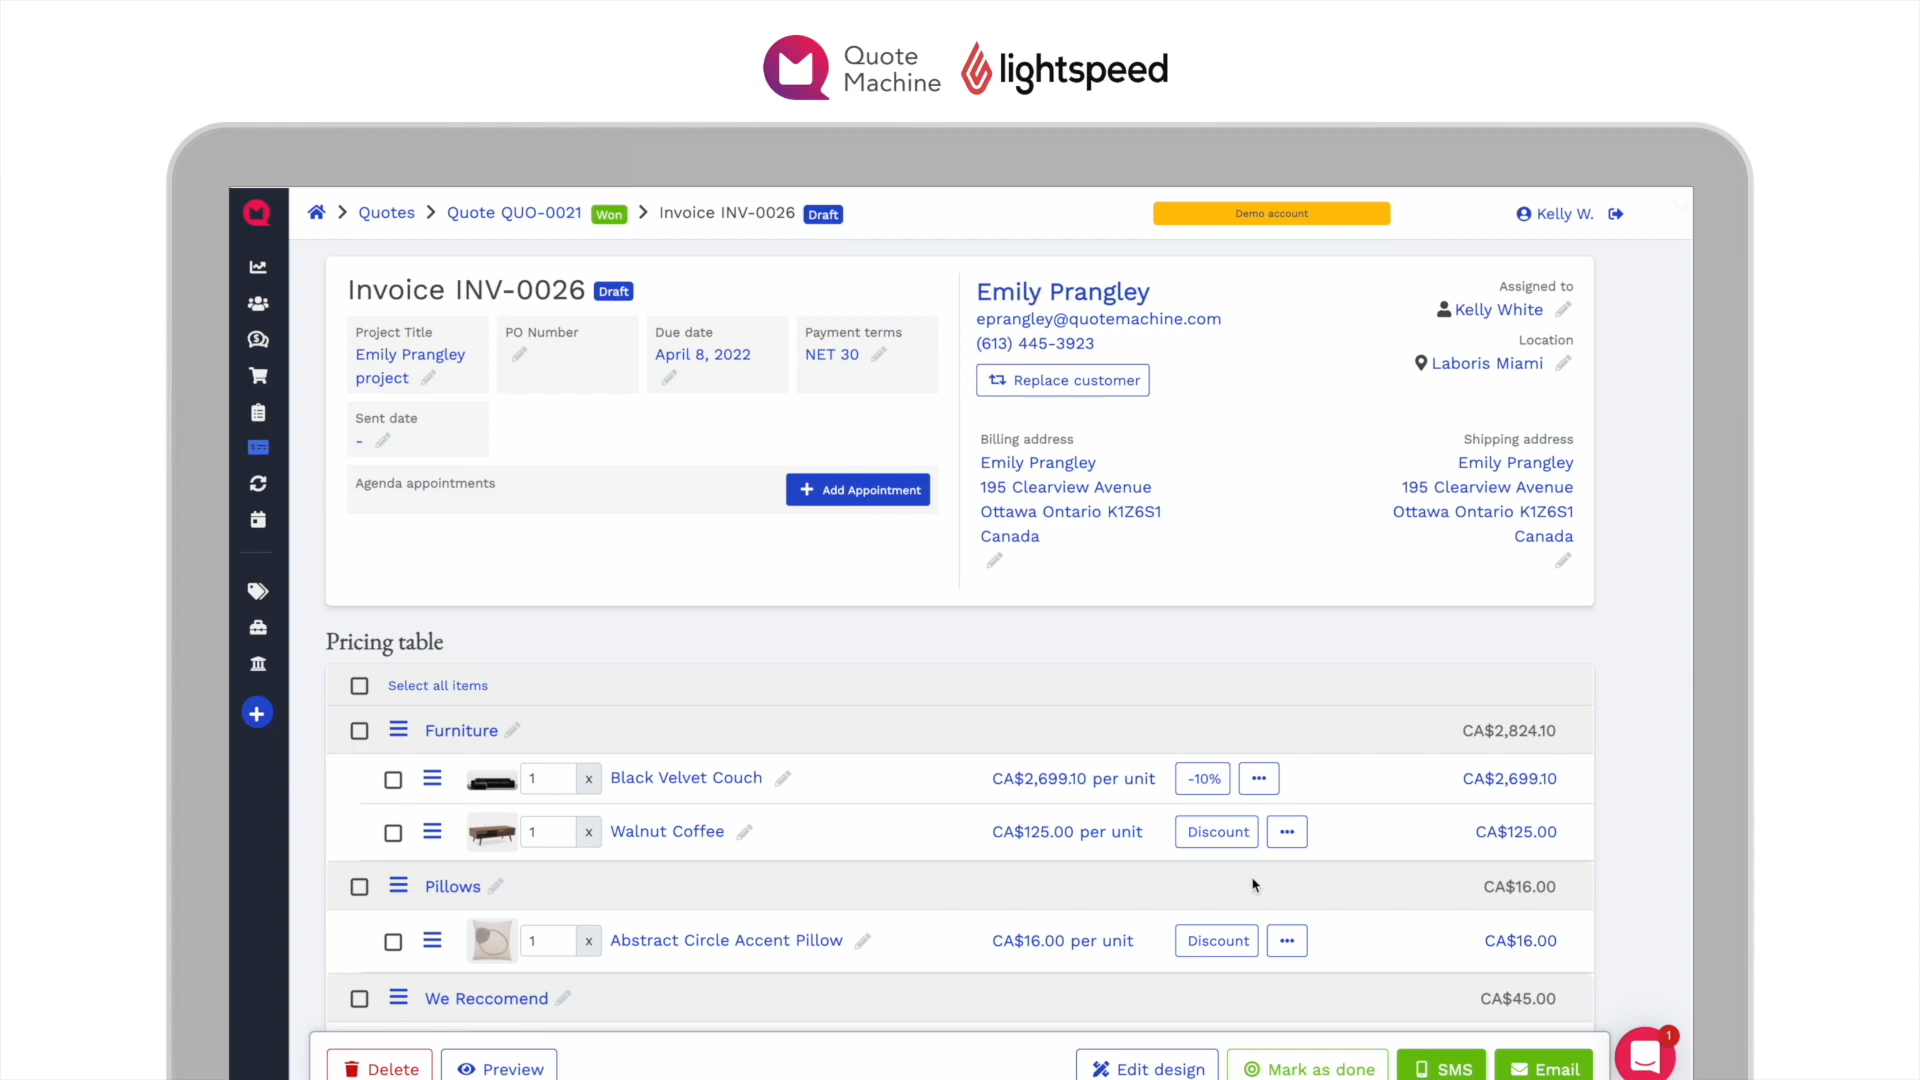 Quote
Machine
lightspeed
Quotes
Quote QUO-0021 Won
Invoice INV-0026 Draft
Demo account
Kelly W.
Invoice INV-0026 Draft
Project Title
Emily Prangley
project
PO Number
Due date
April 8, 2022
Payment terms
NET 30
Sent date
-
Agenda appointments
+ Add Appointment
Emily Prangley
eprangley@quotemachine.com
(613) 445-3923
Replace customer
Assigned to
Kelly White
Location
Laboris Miami
Billing address
Emily Prangley
195 Clearview Avenue
Ottawa Ontario K1Z6S1
Canada
Shipping address
Emily Prangley
195 Clearview Avenue
Ottawa Ontario K1Z6S1
Canada
Pricing table
Select all items
Furniture CA$2,824.10
1 x Black Velvet Couch CA$2,699.10 per unit -10% ••• CA$2,699.10
1 x Walnut Coffee CA$125.00 per unit Discount ••• CA$125.00
Pillows CA$16.00
1 x Abstract Circle Accent Pillow CA$16.00 per unit Discount ••• CA$16.00
We Reccomend CA$45.00
Delete Preview Edit design Mark as done SMS Email
1